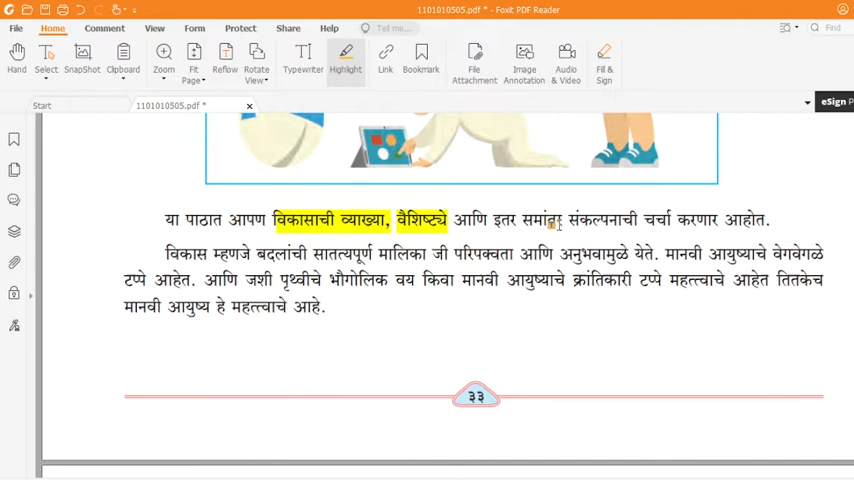 1101010505.pdf * - Foxit PDF Reader
File Home Comment View Form Protect Share Help Tell me... Find
Hand Select SnapShot Clipboard Zoom Fit Page Reflow Rotate View Typewriter Highlight Link Bookmark File Attachment Image Annotation Audio & Video Fill & Sign
Start 1101010505.pdf * eSign
या पाठात आपण विकासाची व्याख्या, वैशिष्ट्ये आणि इतर समांतर संकल्पनाची चर्चा करणार आहोत.
विकास म्हणजे बदलांची सातत्यपूर्ण मालिका जी परिपक्वता आणि अनुभवामुळे येते. मानवी आयुष्याचे वेगवेगळे
टप्पे आहेत. आणि जशी पृथ्वीचे भौगोलिक वय किवा मानवी आयुष्याचे क्रांतिकारी टप्पे महत्त्वाचे आहेत तितकेच
मानवी आयुष्य हे महत्त्वाचे आहे.
३३